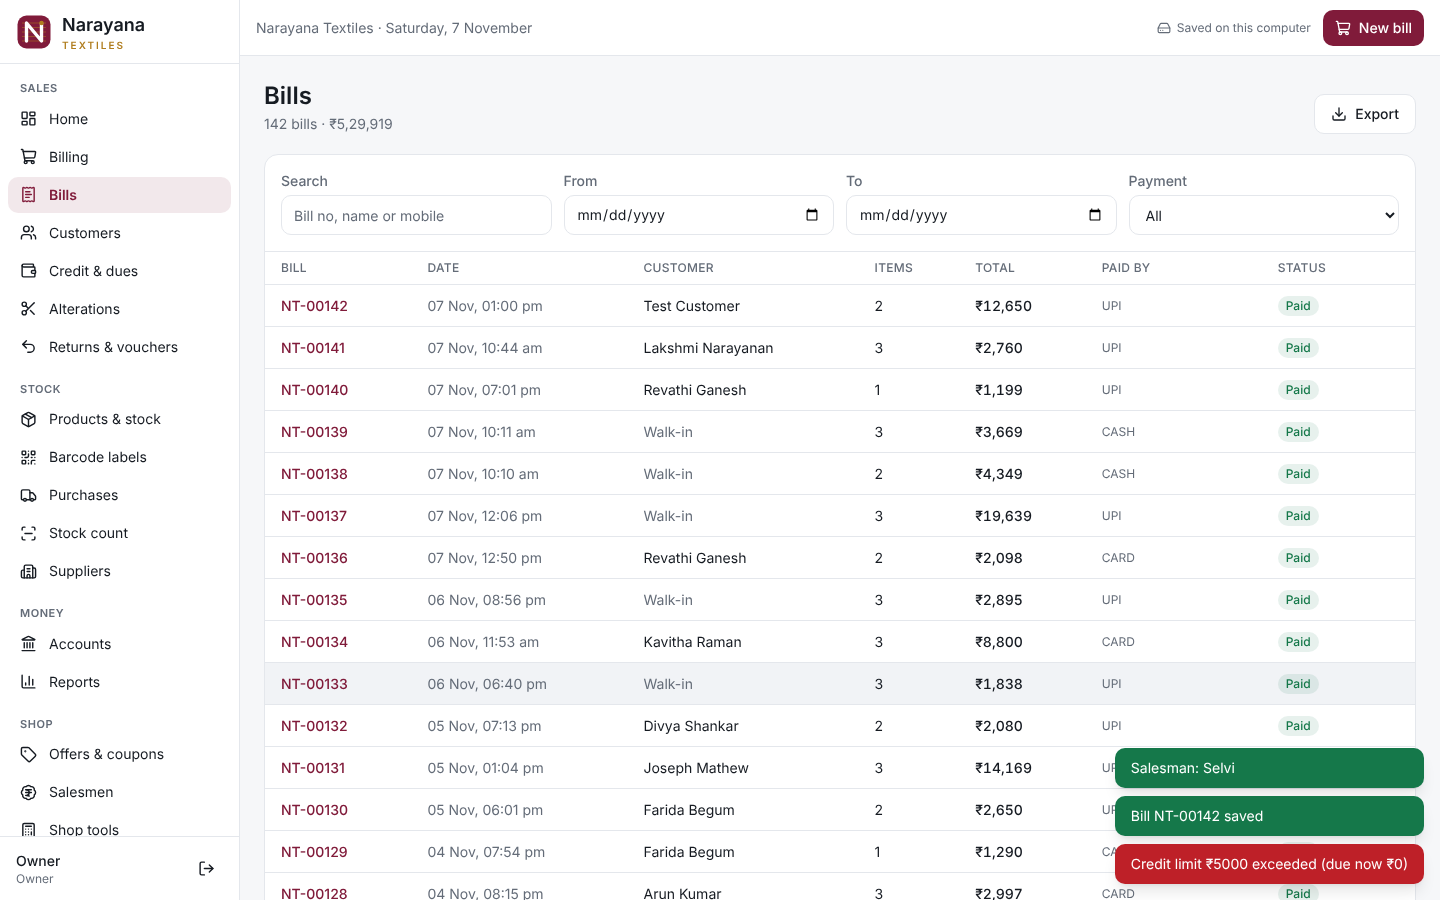 Narayana
TEXTILES
Narayana Textiles · Saturday, 7 November
Saved on this computer
New bill
SALES
Home
Billing
Bills
Customers
Credit & dues
Alterations
Returns & vouchers
STOCK
Products & stock
Barcode labels
Purchases
Stock count
Suppliers
MONEY
Accounts
Reports
SHOP
Offers & coupons
Salesmen
Shop tools
Owner
Owner
Bills
142 bills · ₹5,29,919
Export
Search From To Payment
Bill no, name or mobile mm/dd/yyyy mm/dd/yyyy All
BILL DATE CUSTOMER ITEMS TOTAL PAID BY STATUS
NT-00142 07 Nov, 01:00 pm Test Customer 2 ₹12,650 UPI Paid
NT-00141 07 Nov, 10:44 am Lakshmi Narayanan 3 ₹2,760 UPI Paid
NT-00140 07 Nov, 07:01 pm Revathi Ganesh 1 ₹1,199 UPI Paid
NT-00139 07 Nov, 10:11 am Walk-in 3 ₹3,669 CASH Paid
NT-00138 07 Nov, 10:10 am Walk-in 2 ₹4,349 CASH Paid
NT-00137 07 Nov, 12:06 pm Walk-in 3 ₹19,639 UPI Paid
NT-00136 07 Nov, 12:50 pm Revathi Ganesh 2 ₹2,098 CARD Paid
NT-00135 06 Nov, 08:56 pm Walk-in 3 ₹2,895 UPI Paid
NT-00134 06 Nov, 11:53 am Kavitha Raman 3 ₹8,800 CARD Paid
NT-00133 06 Nov, 06:40 pm Walk-in 3 ₹1,838 UPI Paid
NT-00132 05 Nov, 07:13 pm Divya Shankar 2 ₹2,080 UPI Paid
NT-00131 05 Nov, 01:04 pm Joseph Mathew 3 ₹14,169
NT-00130 05 Nov, 06:01 pm Farida Begum 2 ₹2,650
NT-00129 04 Nov, 07:54 pm Farida Begum 1 ₹1,290
NT-00128 04 Nov, 08:15 pm Arun Kumar 3 ₹2,997 CARD Paid
Salesman: Selvi
Bill NT-00142 saved
Credit limit ₹5000 exceeded (due now ₹0)